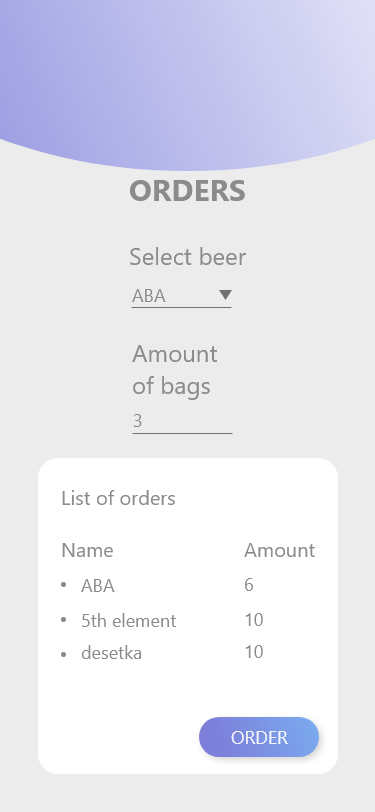 ORDERS
Select beer
ABA
Amount
of bags
3
List of orders
Name Amount
ABA 6
5th element 10
desetka 10
ORDER